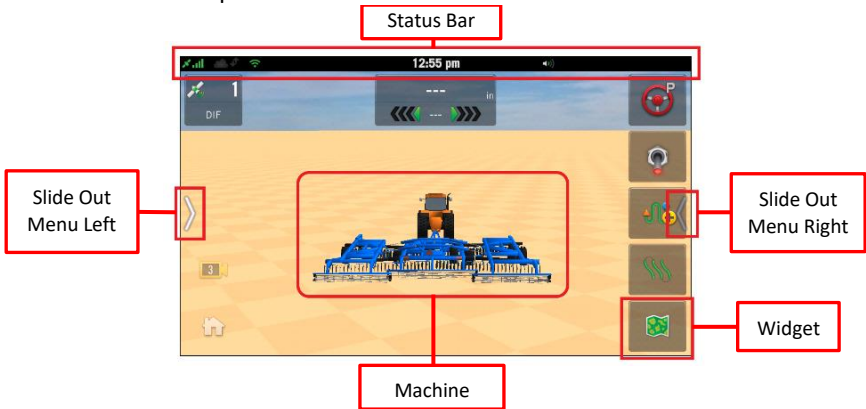 Status Bar
12:55 pm
1
DIF
---
in
---
P
Slide Out
Menu Left
Slide Out
Menu Right
3
Widget
Machine